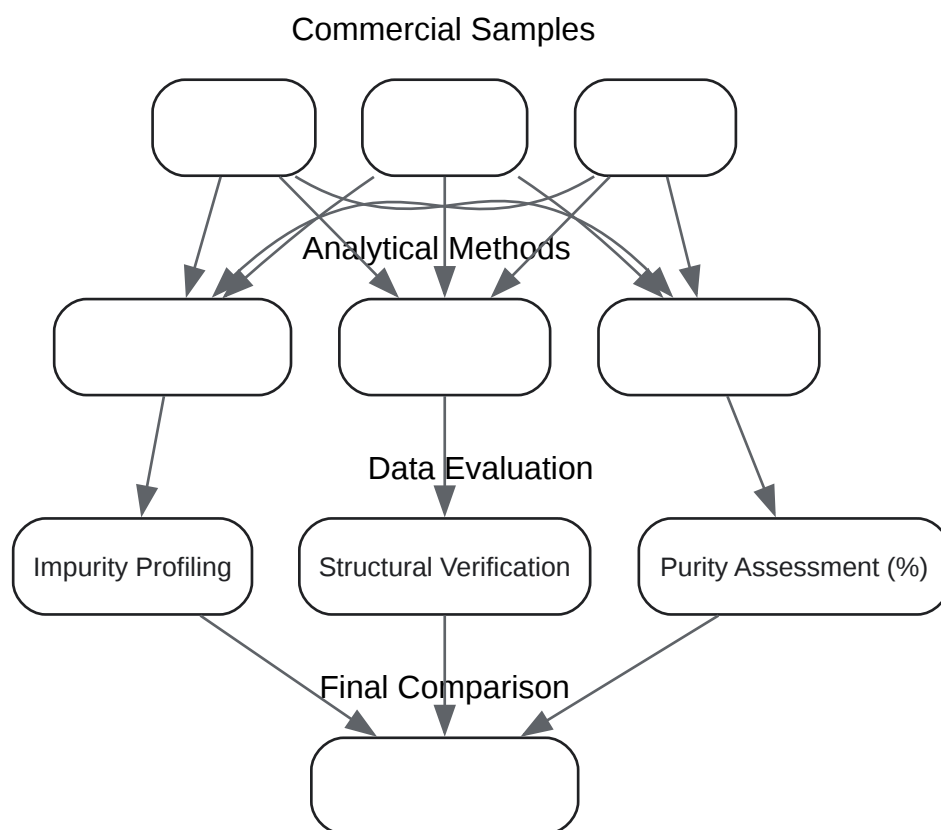 Commercial Samples
Analytical Methods
Data Evaluation
Impurity Profiling
Structural Verification
Purity Assessment (%)
Final Comparison